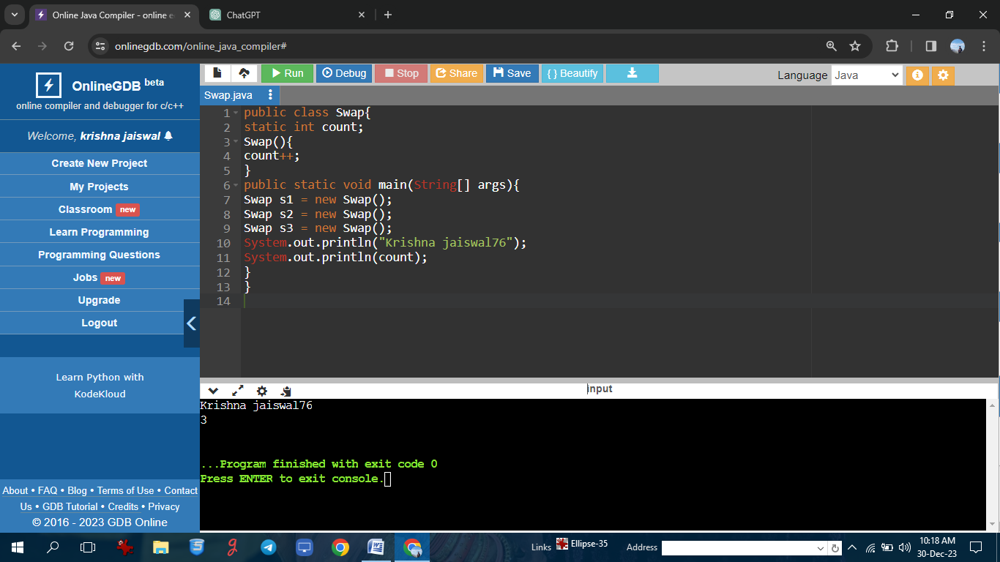 Online Java Compiler - online e
ChatGPT
onlinegdb.com/online_java_compiler#
OnlineGDB beta
online compiler and debugger for c/c++
Welcome, krishna jaiswal
Create New Project
My Projects
Classroom new
Learn Programming
Programming Questions
Jobs new
Upgrade
Logout
Learn Python with
KodeKloud
About • FAQ • Blog • Terms of Use • Contact
Us • GDB Tutorial • Credits • Privacy
© 2016 - 2023 GDB Online
Run Debug Stop Share Save { } Beautify
Language Java
Swap.java
1 public class Swap{
2 static int count;
3 Swap(){
4 count++;
5 }
6 public static void main(String[] args){
7 Swap s1 = new Swap();
8 Swap s2 = new Swap();
9 Swap s3 = new Swap();
10 System.out.println("Krishna jaiswal76");
11 System.out.println(count);
12 }
13 }
14
input
Krishna jaiswal76
3
...Program finished with exit code 0
Press ENTER to exit console.
Links Ellipse-35 Address
10:18 AM
30-Dec-23